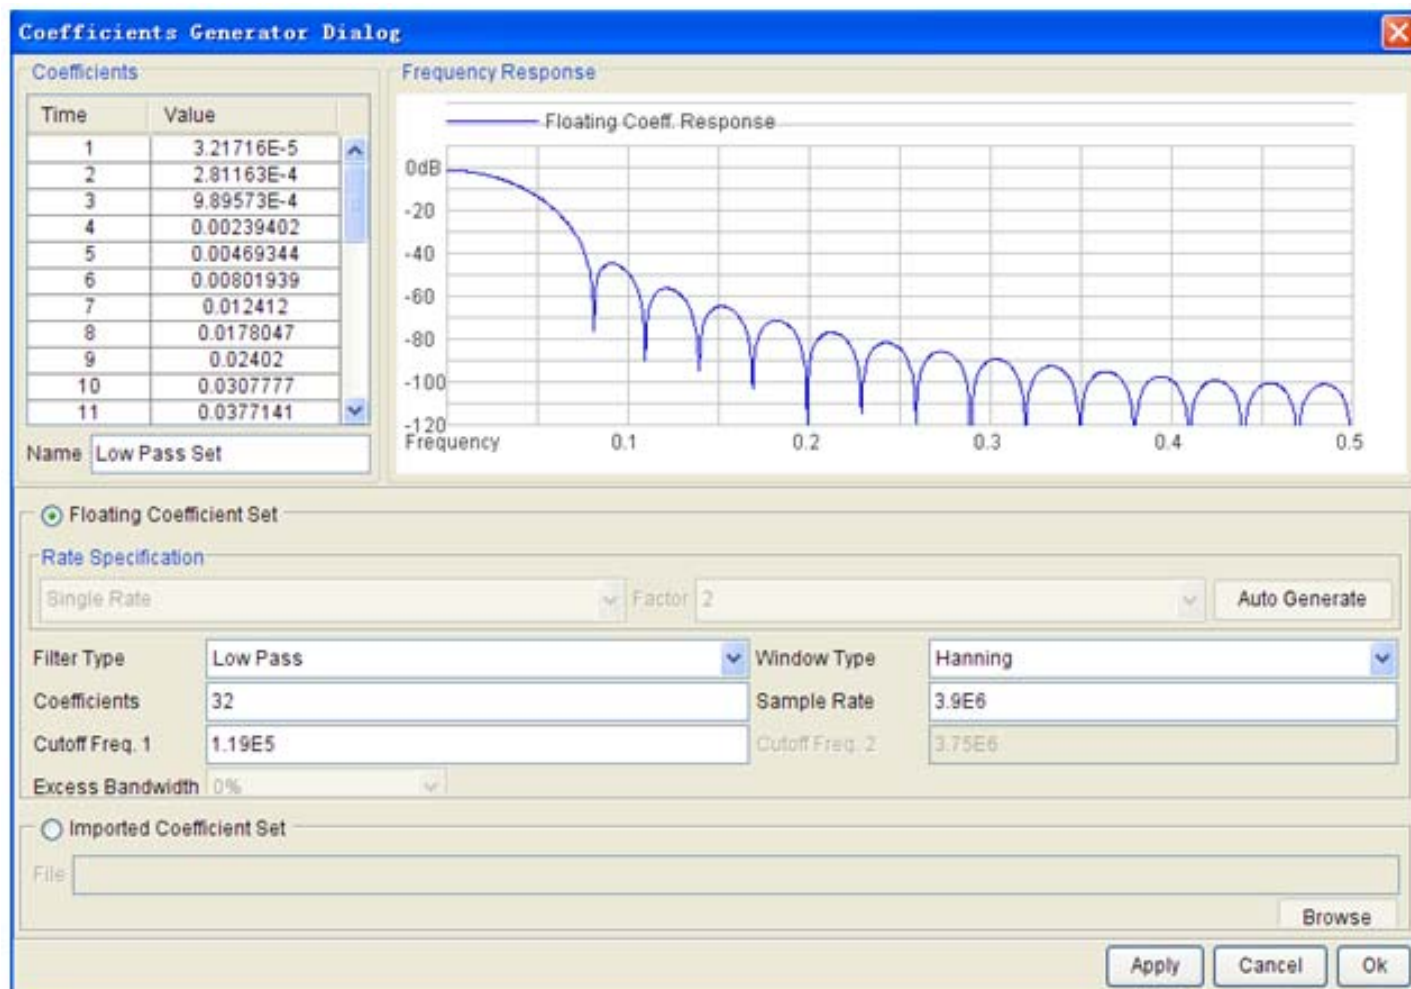 Coefficients Generator Dialog
Coefficients
Time Value
1 3.21716E-5
2 2.81163E-4
3 9.89573E-4
4 0.00239402
5 0.00469344
6 0.00801939
7 0.012412
8 0.0178047
9 0.02402
10 0.0307777
11 0.0377141
Name Low Pass Set
Frequency Response
Floating Coeff. Response
0dB
-20
-40
-60
-80
-100
-120
Frequency 0.1 0.2 0.3 0.4 0.5
Floating Coefficient Set
Rate Specification
Single Rate Factor 2 Auto Generate
Filter Type Low Pass Window Type Hanning
Coefficients 32 Sample Rate 3.9E6
Cutoff Freq. 1 1.19E5 Cutoff Freq. 2 3.75E6
Excess Bandwidth 0%
Imported Coefficient Set
File
Browse
Apply Cancel Ok